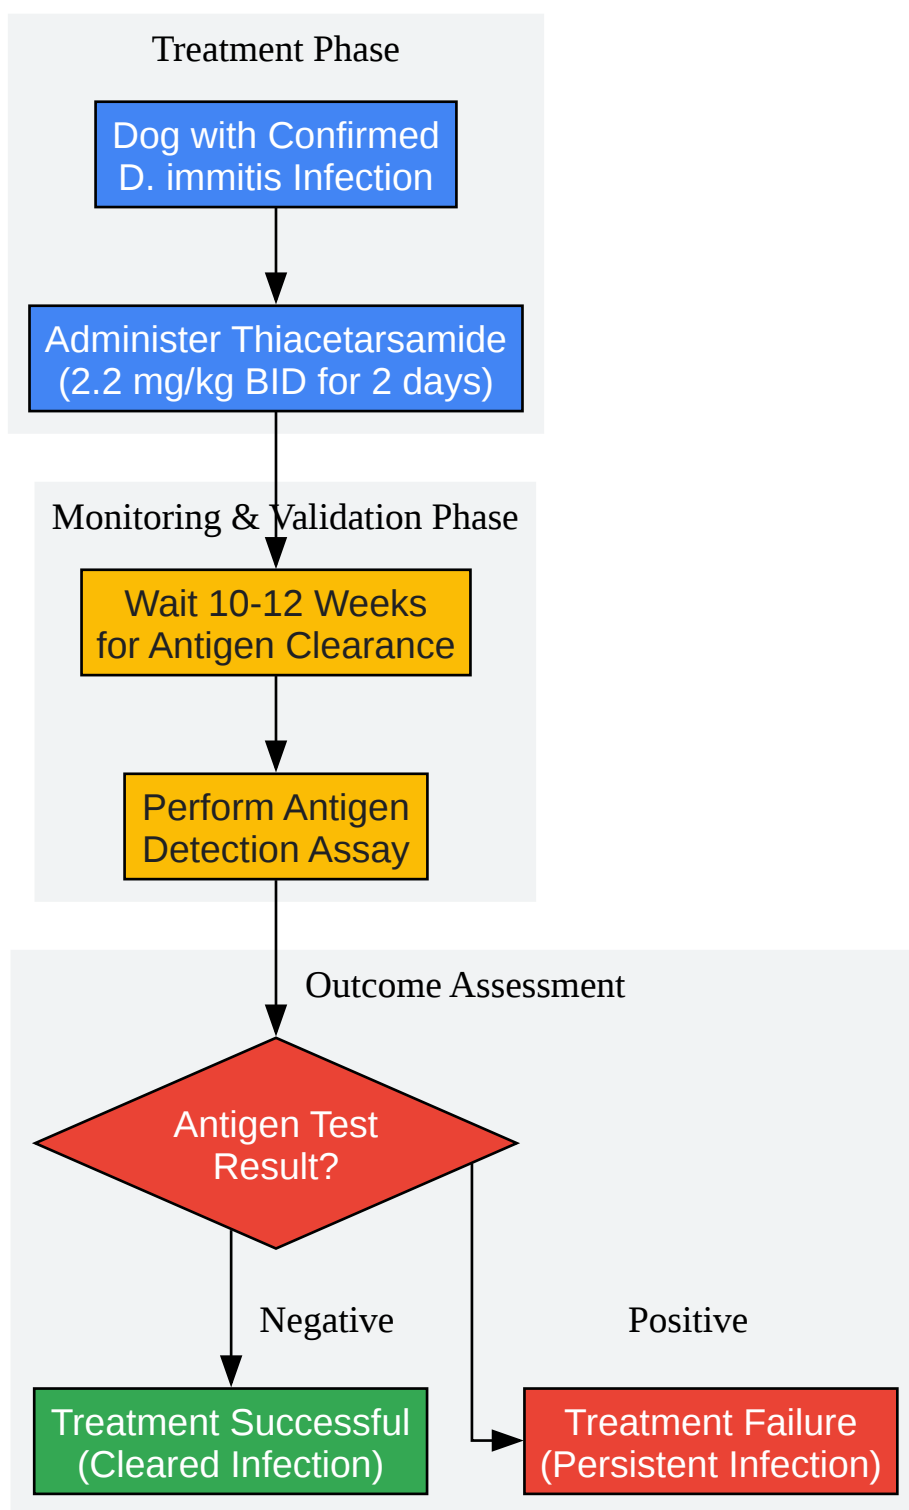 Treatment Phase
Dog with Confirmed
D. immitis Infection
Administer Thiacetarsamide
(2.2 mg/kg BID for 2 days)
Monitoring & Validation Phase
Wait 10-12 Weeks
for Antigen Clearance
Perform Antigen
Detection Assay
Outcome Assessment
Antigen Test
Result?
Negative
Positive
Treatment Successful
(Cleared Infection)
Treatment Failure
(Persistent Infection)